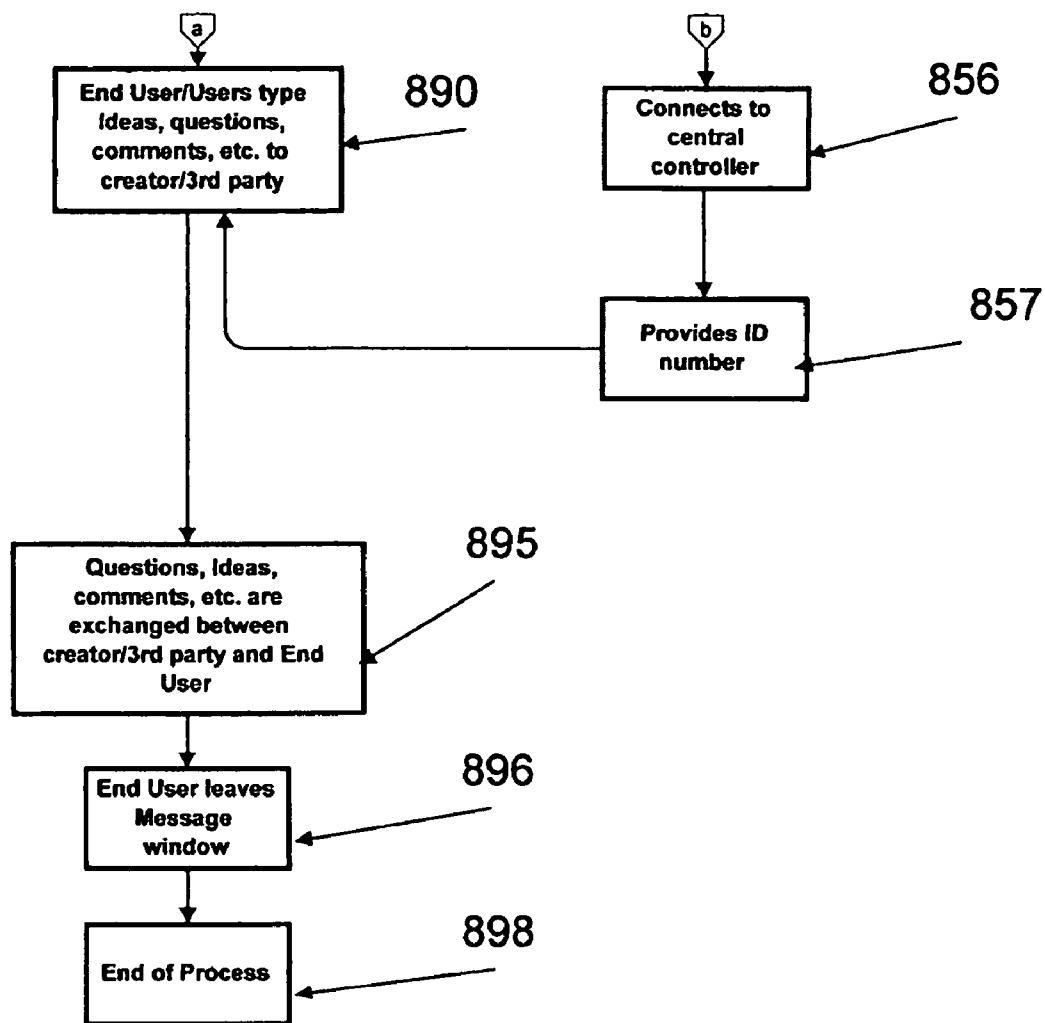 a
End User/Users type
Ideas, questions,
comments, etc. to
creator/3rd party
890
b
Connects to
central
controller
856
Provides ID
number
857
Questions, Ideas,
comments, etc. are
exchanged between
creator/3rd party and End
User
895
End User leaves
Message
window
896
End of Process
898